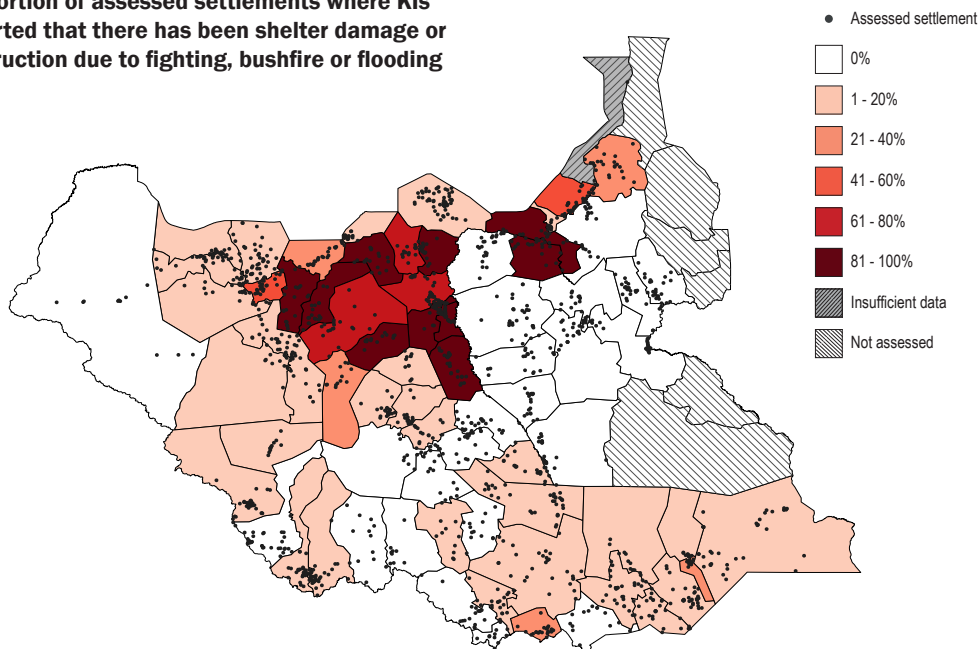 ortion of assessed settlements where KIs
rted that there has been shelter damage or
ruction due to fighting, bushfire or flooding
Assessed settlement
0%
1 - 20%
21 - 40%
41 - 60%
61 - 80%
81 - 100%
Insufficient data
Not assessed